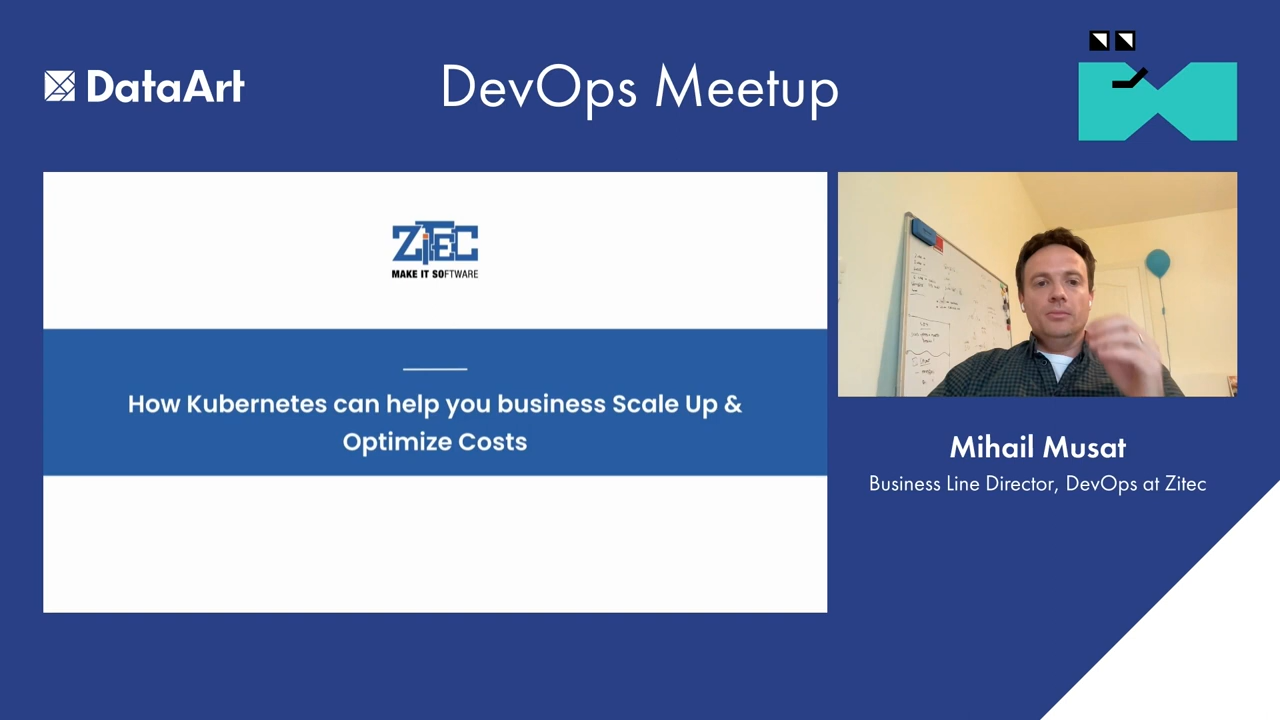 DataArt
DevOps Meetup
ZiTEC
MAKE IT SOFTWARE
How Kubernetes can help you business Scale Up &
Optimize Costs
Mihail Musat
Business Line Director, DevOps at Zitec